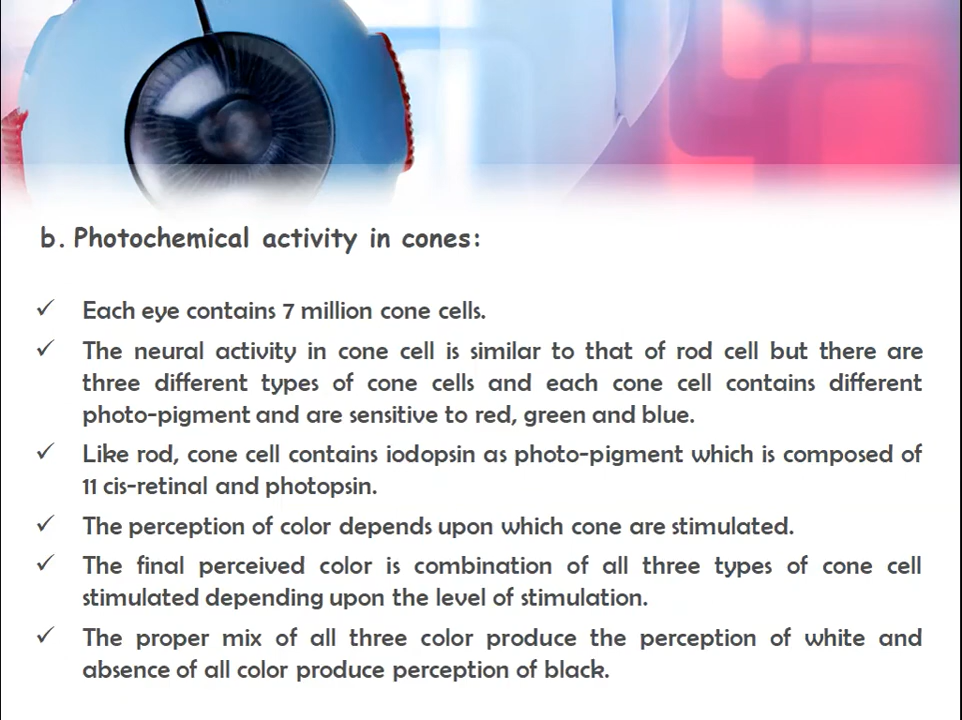 b. Photochemical activity in cones:
✓ Each eye contains 7 million cone cells.
✓ The neural activity in cone cell is similar to that of rod cell but there are
three different types of cone cells and each cone cell contains different
photo-pigment and are sensitive to red, green and blue.
✓ Like rod, cone cell contains iodopsin as photo-pigment which is composed of
11 cis-retinal and photopsin.
✓ The perception of color depends upon which cone are stimulated.
✓ The final perceived color is combination of all three types of cone cell
stimulated depending upon the level of stimulation.
✓ The proper mix of all three color produce the perception of white and
absence of all color produce perception of black.